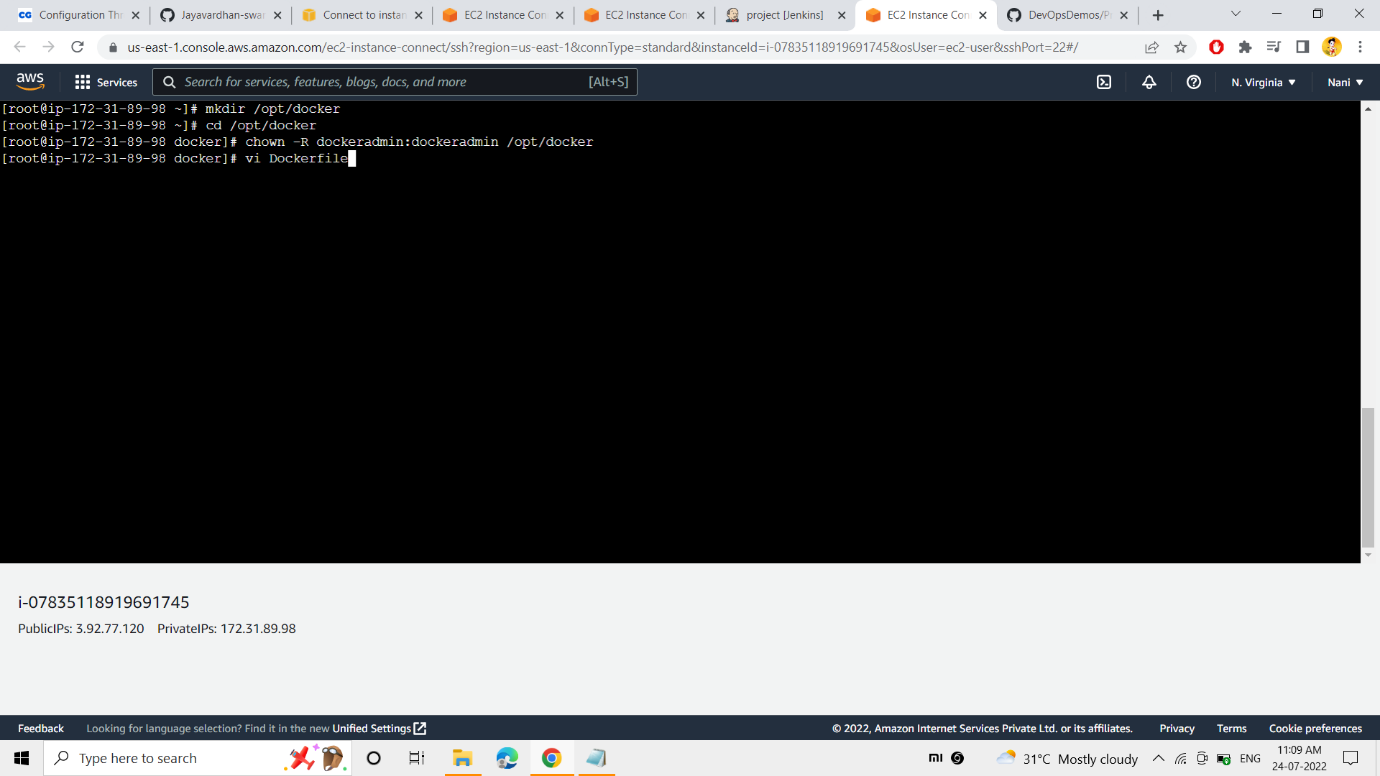 Configuration Thr
Jayavardhan-swar
Connect to instan
EC2 Instance Con
EC2 Instance Con
project [Jenkins]
EC2 Instance Con
DevOpsDemos/Pr
us-east-1.console.aws.amazon.com/ec2-instance-connect/ssh?region=us-east-1&connType=standard&instanceId=i-07835118919691745&osUser=ec2-user&sshPort=22#/
aws
Services
Search for services, features, blogs, docs, and more
[Alt+S]
N. Virginia
Nani
[root@ip-172-31-89-98 ~]# mkdir /opt/docker
[root@ip-172-31-89-98 ~]# cd /opt/docker
[root@ip-172-31-89-98 docker]# chown -R dockeradmin:dockeradmin /opt/docker
[root@ip-172-31-89-98 docker]# vi Dockerfile
i-07835118919691745
PublicIPs: 3.92.77.120 PrivateIPs: 172.31.89.98
Feedback
Looking for language selection? Find it in the new Unified Settings
© 2022, Amazon Internet Services Private Ltd. or its affiliates.
Privacy
Terms
Cookie preferences
Type here to search
31°C Mostly cloudy
ENG
11:09 AM
24-07-2022